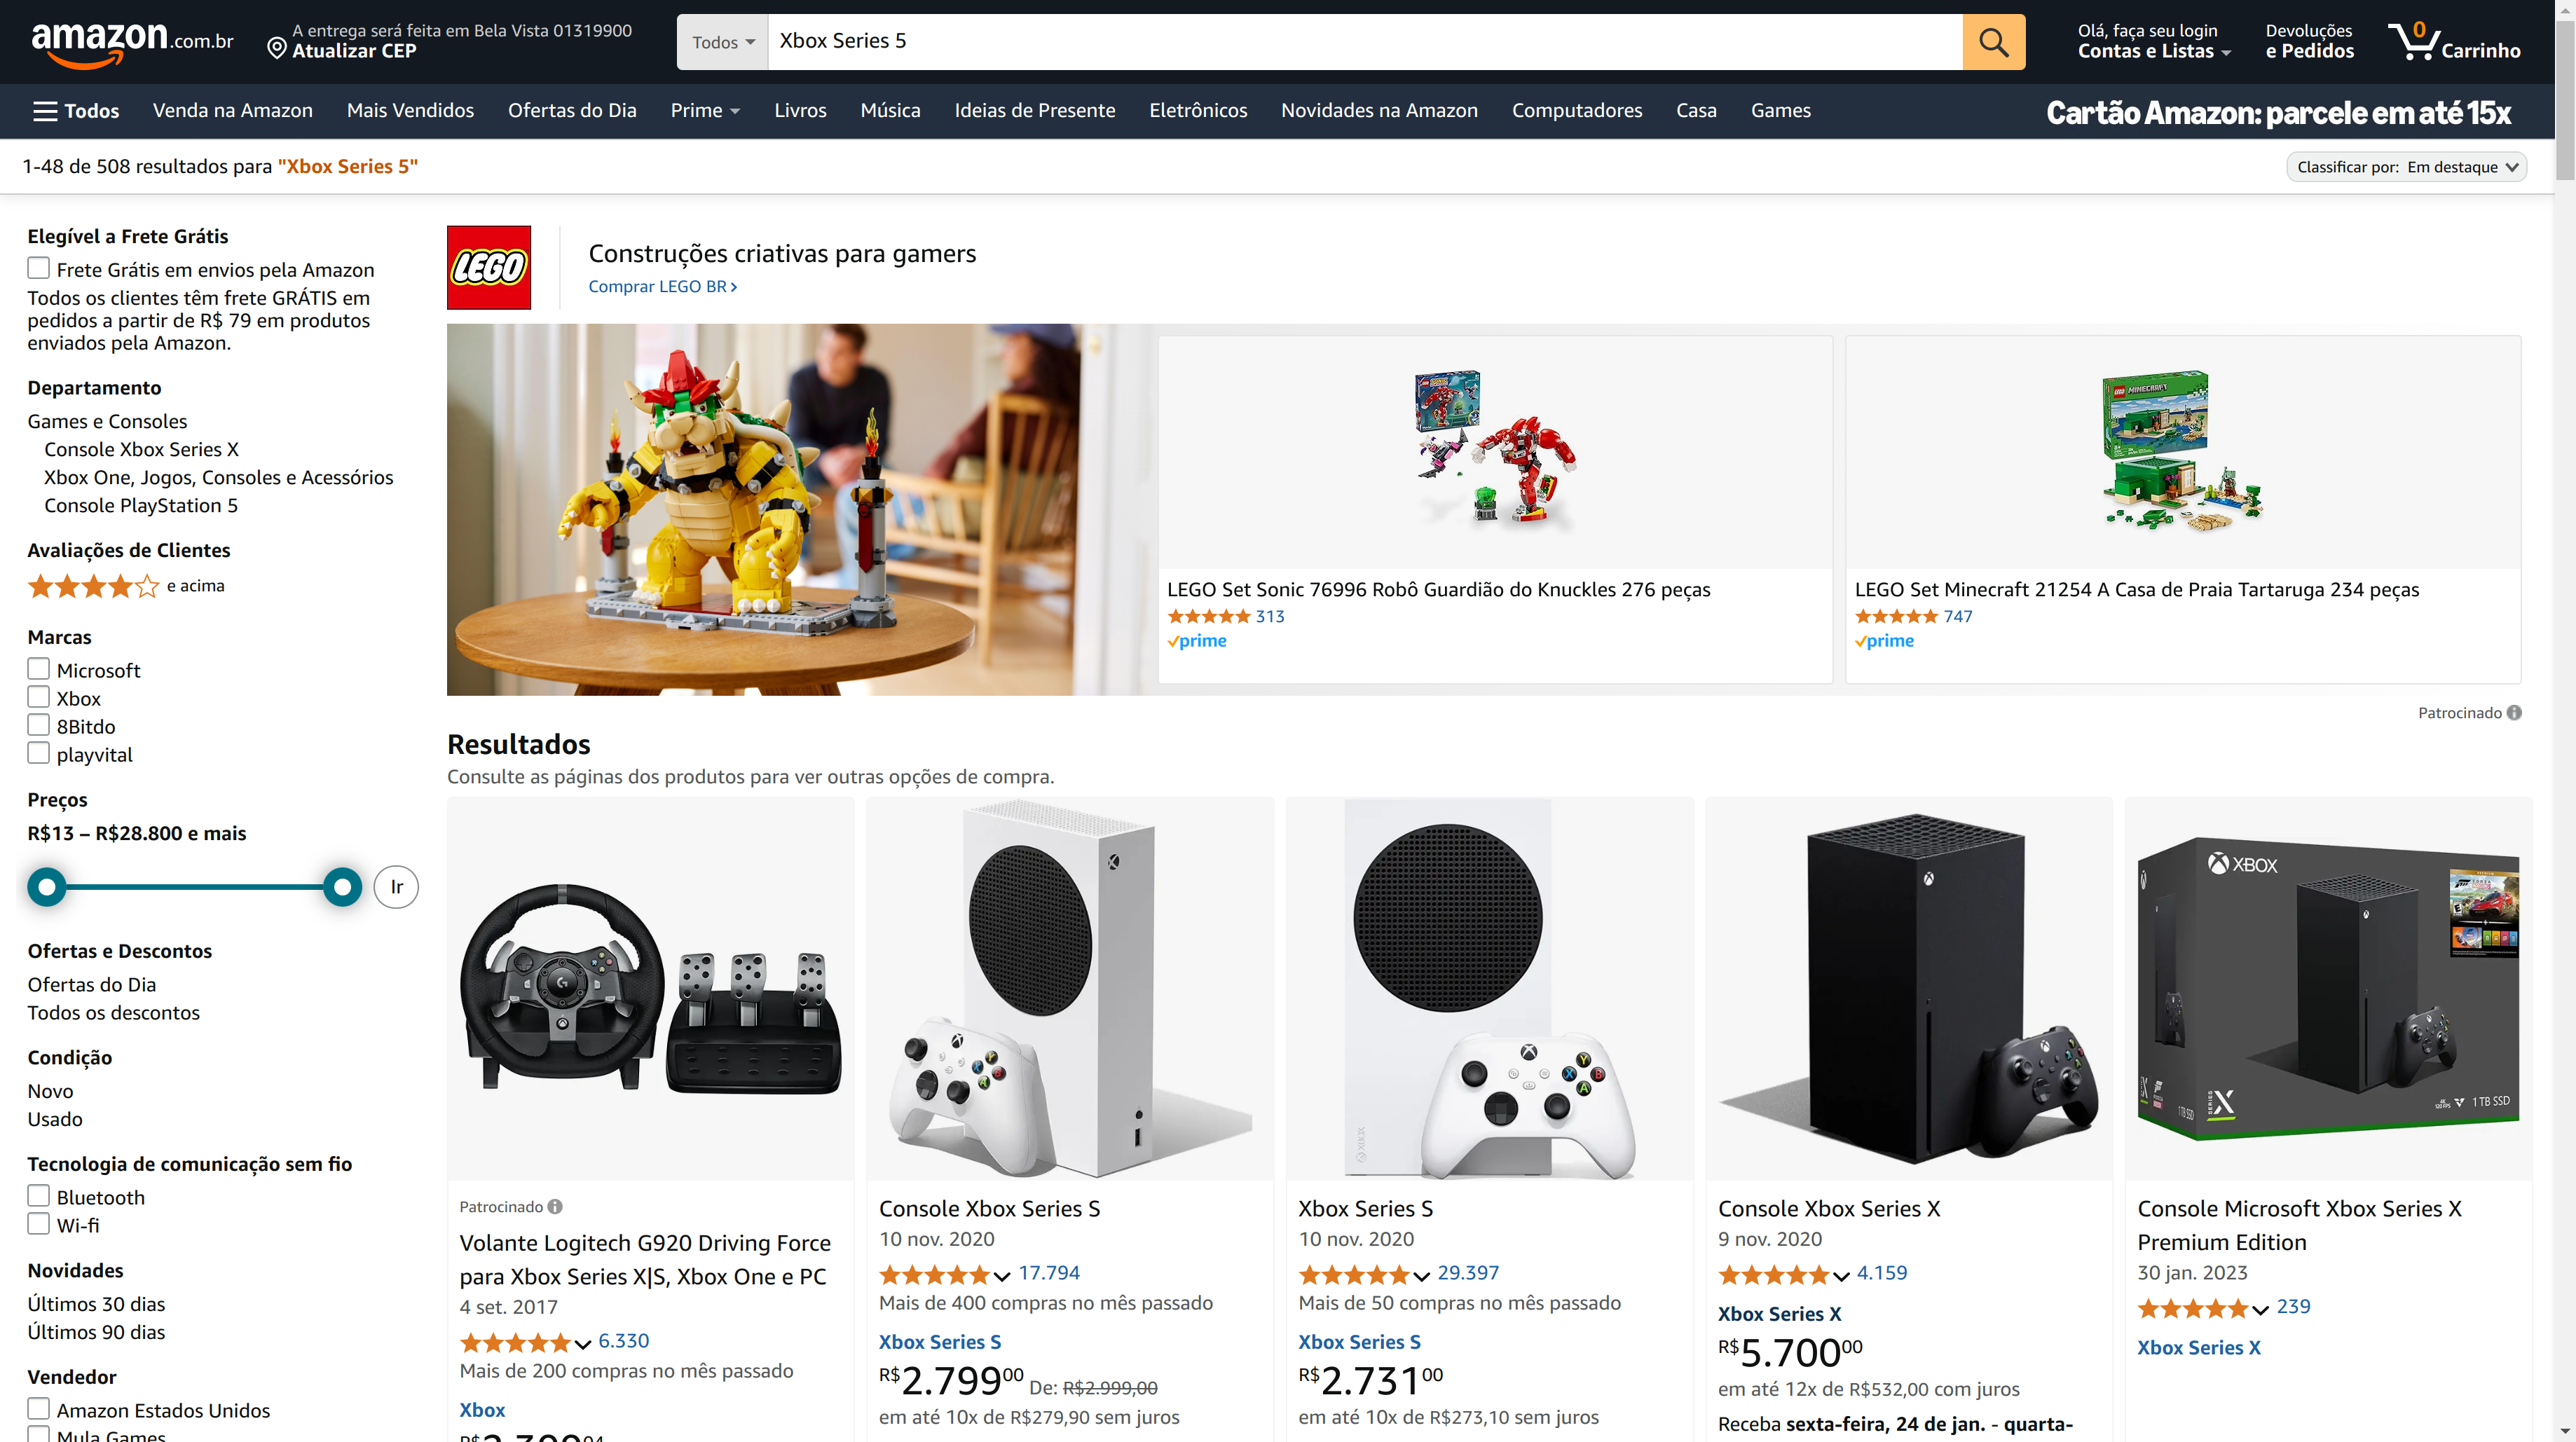 amazon.com.br
A entrega será feita em Bela Vista 01319900
Atualizar CEP
Todos
Xbox Series 5
Olá, faça seu login
Contas e Listas
Devoluções
e Pedidos
0
Carrinho
Todos
Venda na Amazon
Mais Vendidos
Ofertas do Dia
Prime
Livros
Música
Ideias de Presente
Eletrônicos
Novidades na Amazon
Computadores
Casa
Games
Cartão Amazon: parcele em até 15x
1-48 de 508 resultados para "Xbox Series 5"
Classificar por: Em destaque
Elegível a Frete Grátis
Frete Grátis em envios pela Amazon
Todos os clientes têm frete GRÁTIS em
pedidos a partir de R$ 79 em produtos
enviados pela Amazon.
Departamento
Games e Consoles
Console Xbox Series X
Xbox One, Jogos, Consoles e Acessórios
Console PlayStation 5
Avaliações de Clientes
e acima
Marcas
Microsoft
Xbox
8Bitdo
playvital
Preços
R$13 – R$28.800 e mais
Ir
Ofertas e Descontos
Ofertas do Dia
Todos os descontos
Condição
Novo
Usado
Tecnologia de comunicação sem fio
Bluetooth
Wi-fi
Novidades
Últimos 30 dias
Últimos 90 dias
Vendedor
Amazon Estados Unidos
Mula Games
LEGO
Construções criativas para gamers
Comprar LEGO BR
LEGO Set Sonic 76996 Robô Guardião do Knuckles 276 peças
313
prime
MINECRAFT
LEGO Set Minecraft 21254 A Casa de Praia Tartaruga 234 peças
747
prime
Patrocinado
Resultados
Consulte as páginas dos produtos para ver outras opções de compra.
Patrocinado
Volante Logitech G920 Driving Force
para Xbox Series X|S, Xbox One e PC
4 set. 2017
6.330
Mais de 200 compras no mês passado
Xbox
Console Xbox Series S
10 nov. 2020
17.794
Mais de 400 compras no mês passado
Xbox Series S
R$2.79900 De: R$2.999,00
em até 10x de R$279,90 sem juros
XBOX
Xbox Series S
10 nov. 2020
29.397
Mais de 50 compras no mês passado
Xbox Series S
R$2.73100
em até 10x de R$273,10 sem juros
Console Xbox Series X
9 nov. 2020
4.159
Xbox Series X
R$5.70000
em até 12x de R$532,00 com juros
Receba sexta-feira, 24 de jan. - quarta-
XBOX
SERIES X
1 TB SSD
1 TB SSD
Console Microsoft Xbox Series X
Premium Edition
30 jan. 2023
239
Xbox Series X